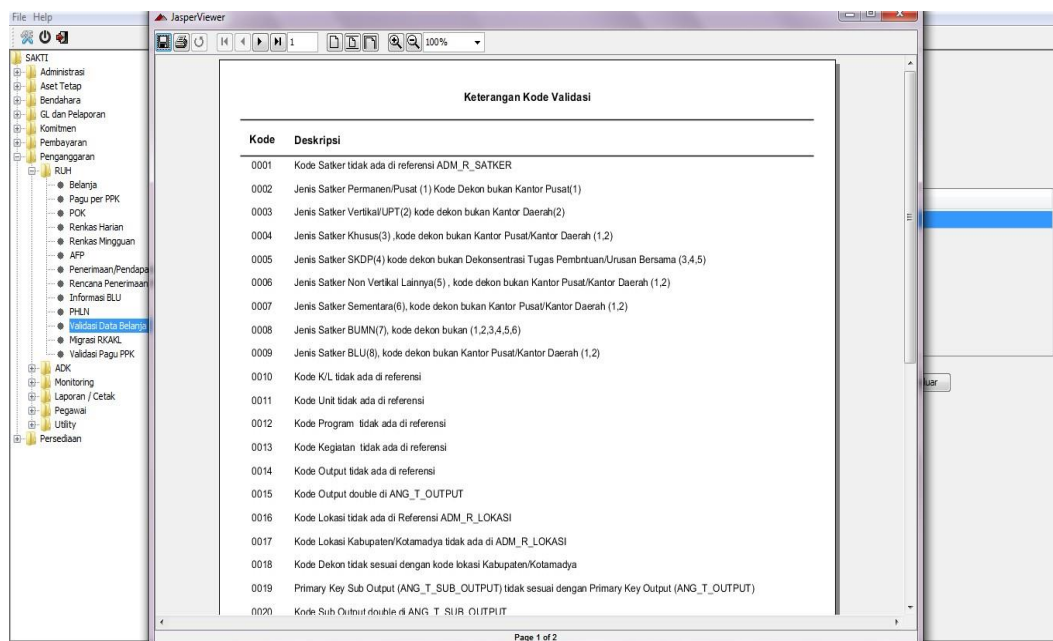 File Help
SAKTI
Administrasi
Aset Tetap
Bendahara
GL dan Pelaporan
Komitmen
Pembayaran
Penganggaran
RUH
Belanja
Pagu per PPK
POK
Renkas Harian
Renkas Mingguan
AFP
Penerimaan/Pendapa
Rencana Penerimaan
Informasi BLU
PHLN
Validasi Data Belanja
Migrasi RKAKL
Validasi Pagu PPK
ADK
Monitoring
Laporan / Cetak
Pegawai
Utility
Persediaan
JasperViewer
1
100%
Keterangan Kode Validasi
Kode Deskripsi
0001 Kode Satker tidak ada di referensi ADM_R_SATKER
0002 Jenis Satker Permanen/Pusat (1) Kode Dekon bukan Kantor Pusat(1)
0003 Jenis Satker Vertikal/UPT(2) kode dekon bukan Kantor Daerah(2)
0004 Jenis Satker Khusus(3) ,kode dekon bukan Kantor Pusat/Kantor Daerah (1,2)
0005 Jenis Satker SKDP(4) kode dekon bukan Dekonsentrasi Tugas Pembntuan/Urusan Bersama (3,4,5)
0006 Jenis Satker Non Vertikal Lainnya(5) , kode dekon bukan Kantor Pusat/Kantor Daerah (1,2)
0007 Jenis Satker Sementara(6), kode dekon bukan Kantor Pusat/Kantor Daerah (1,2)
0008 Jenis Satker BUMN(7), kode dekon bukan (1,2,3,4,5,6)
0009 Jenis Satker BLU(8), kode dekon bukan Kantor Pusat/Kantor Daerah (1,2)
0010 Kode K/L tidak ada di referensi
0011 Kode Unit tidak ada di referensi
0012 Kode Program tidak ada di referensi
0013 Kode Kegiatan tidak ada di referensi
0014 Kode Output tidak ada di referensi
0015 Kode Output double di ANG_T_OUTPUT
0016 Kode Lokasi tidak ada di Referensi ADM_R_LOKASI
0017 Kode Lokasi Kabupaten/Kotamadya tidak ada di ADM_R_LOKASI
0018 Kode Dekon tidak sesuai dengan kode lokasi Kabupaten/Kotamadya
0019 Primary Key Sub Output (ANG_T_SUB_OUTPUT) tidak sesuai dengan Primary Key Output (ANG_T_OUTPUT)
0020 Kode Sub Output double di ANG_T_SUB_OUTPUT
Page 1 of 2
luar